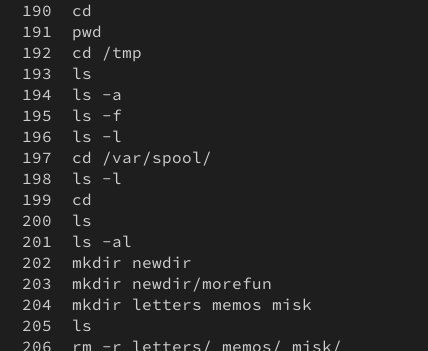 190 cd
191 pwd
192 cd /tmp
193 ls
194 ls -a
195 ls -f
196 ls -l
197 cd /var/spool/
198 ls -l
199 cd
200 ls
201 ls -al
202 mkdir newdir
203 mkdir newdir/morefun
204 mkdir letters memos misk
205 ls
206 rm -r letters/ memos/ misk/